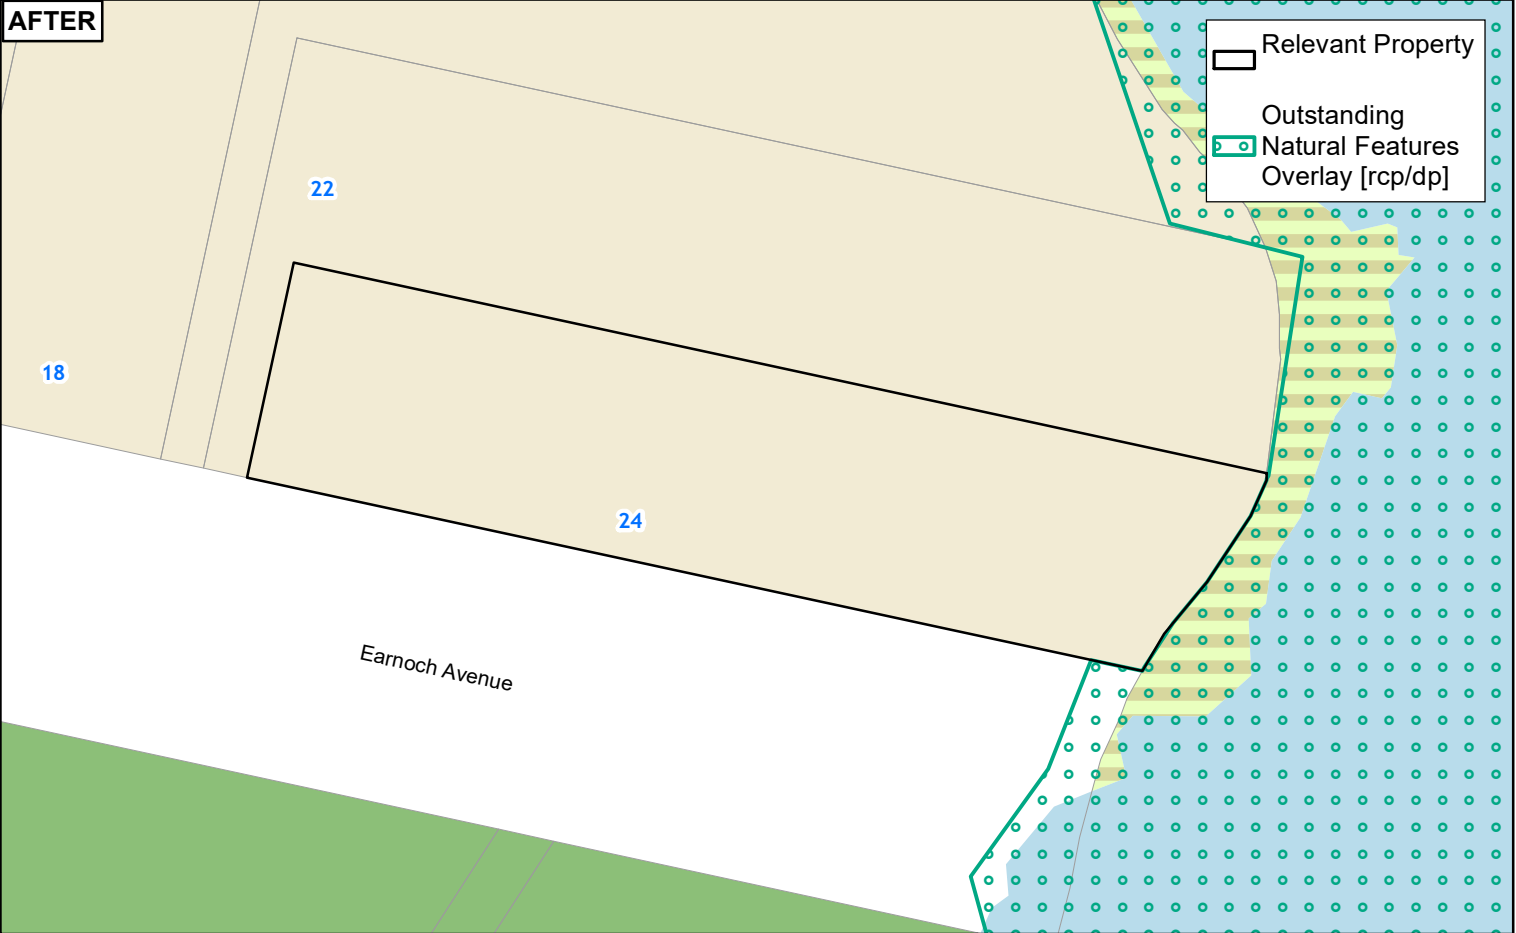 AFTER
Relevant Property
Outstanding
Natural Features
Overlay [rcp/dp]
22
18
24
Earnoch Avenue